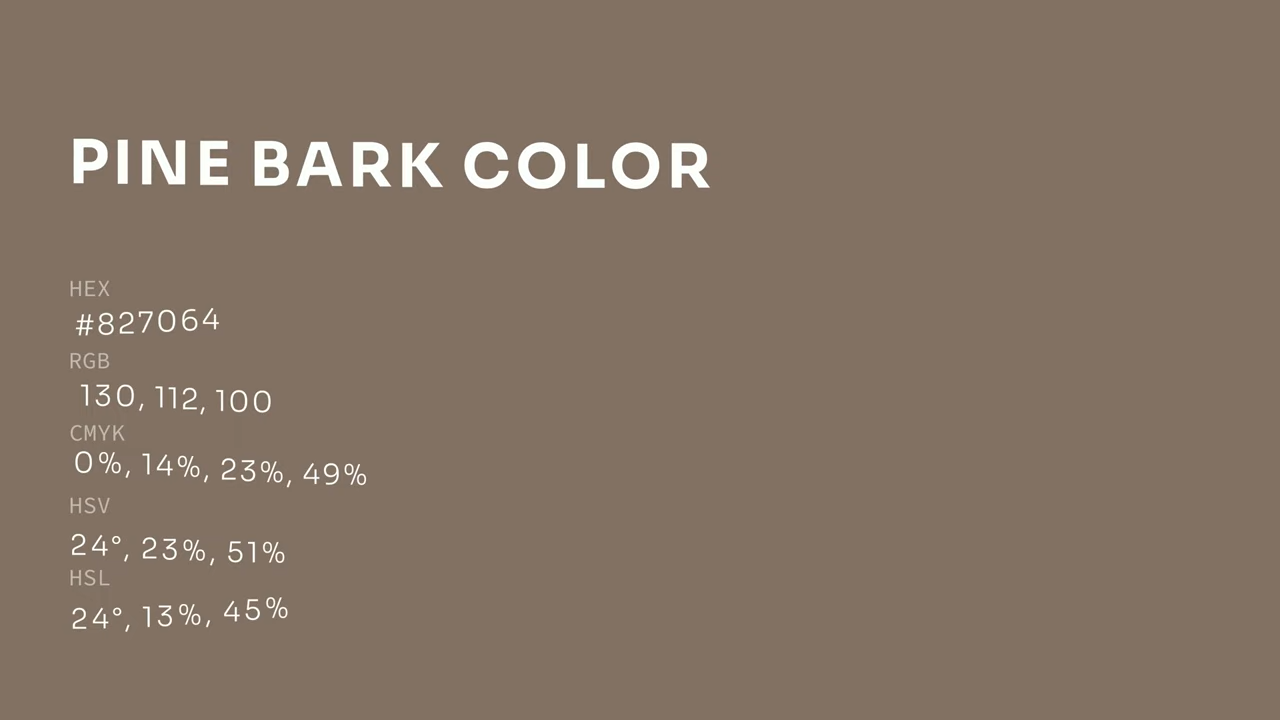 PINE BARK COLOR
HEX
#827064
RGB
130, 112, 100
CMYK
0%, 14%, 23%, 49%
HSV
24°, 23%, 51%
HSL
24°, 13%, 45%